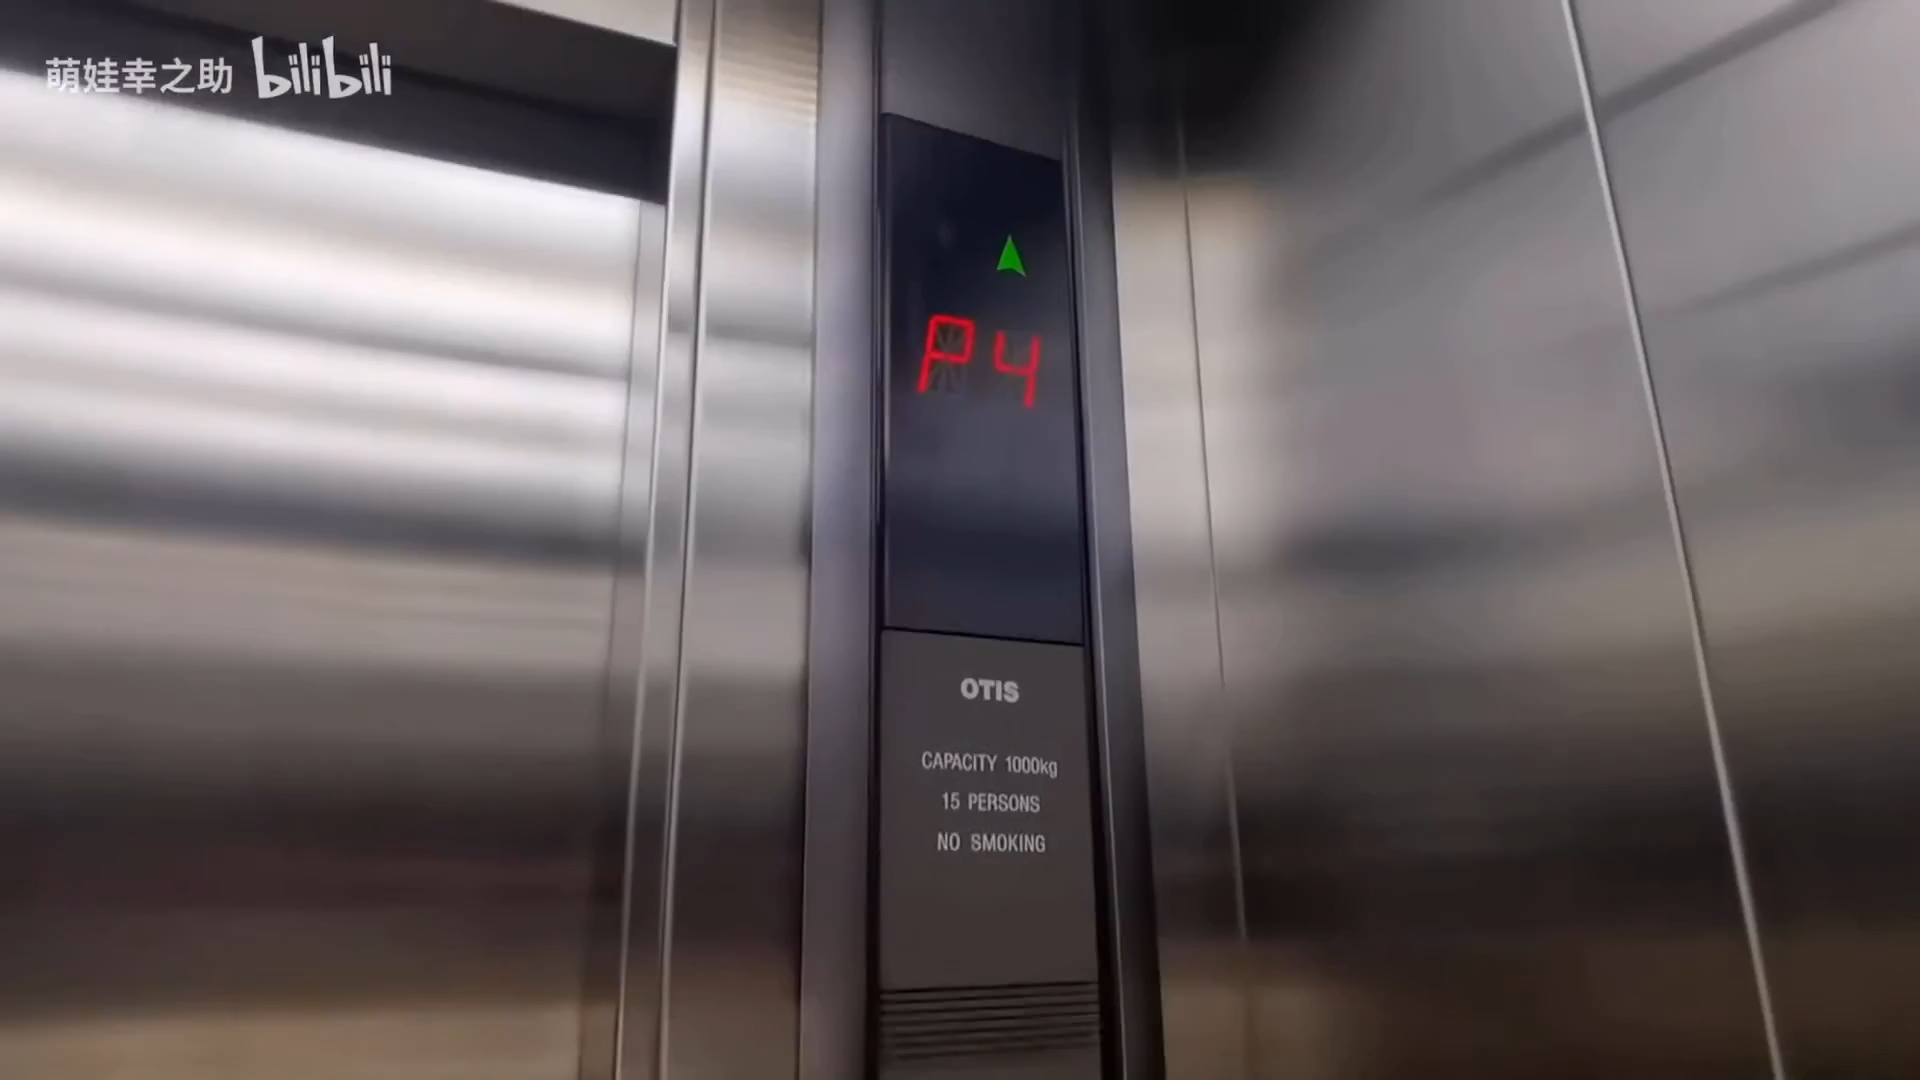 萌娃幸之助 bilibili
P4
OTIS
CAPACITY 1000kg
15 PERSONS
NO SMOKING